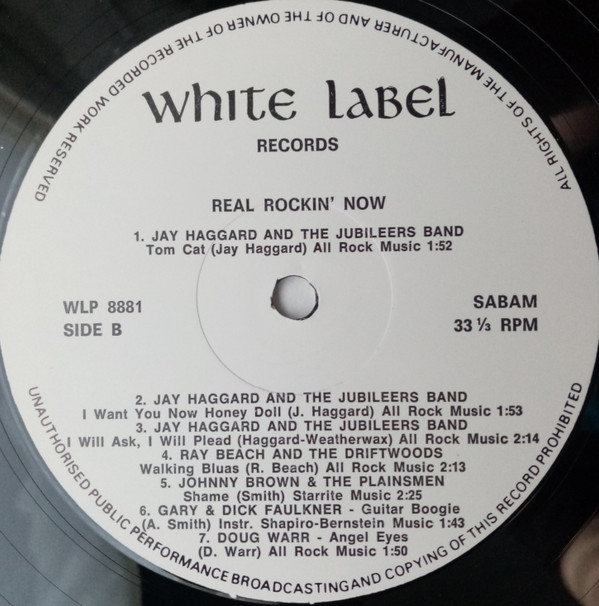 ALL RIGHTS OF THE MANUFACTURER AND OF THE OWNER OF THE RECORDED WORK RESERVED
White Label
RECORDS
REAL ROCKIN' NOW
1. JAY HAGGARD AND THE JUBILEERS BAND
Tom Cat (Jay Haggard) All Rock Music 1:52
WLP 8881
SIDE B
SABAM
33 ⅓ RPM
2. JAY HAGGARD AND THE JUBILEERS BAND
I Want You Now Honey Doll (J. Haggard) All Rock Music 1:53
3. JAY HAGGARD AND THE JUBILEERS BAND
I Will Ask, I Will Plead (Haggard-Weatherwax) All Rock Music 2:14
4. RAY BEACH AND THE DRIFTWOODS
Walking Bluas (R. Beach) All Rock Music 2:13
5. JOHNNY BROWN & THE PLAINSMEN
Shame (Smith) Starrite Music 2:25
6. GARY & DICK FAULKNER - Guitar Boogie
(A. Smith) Instr. Shapiro-Bernstein Music 1:43
7. DOUG WARR - Angel Eyes
(D. Warr) All Rock Music 1:50
UNAUTHORISED PUBLIC PERFORMANCE BROADCASTINGAND COPYING OF THIS RECORD PROHIBITED